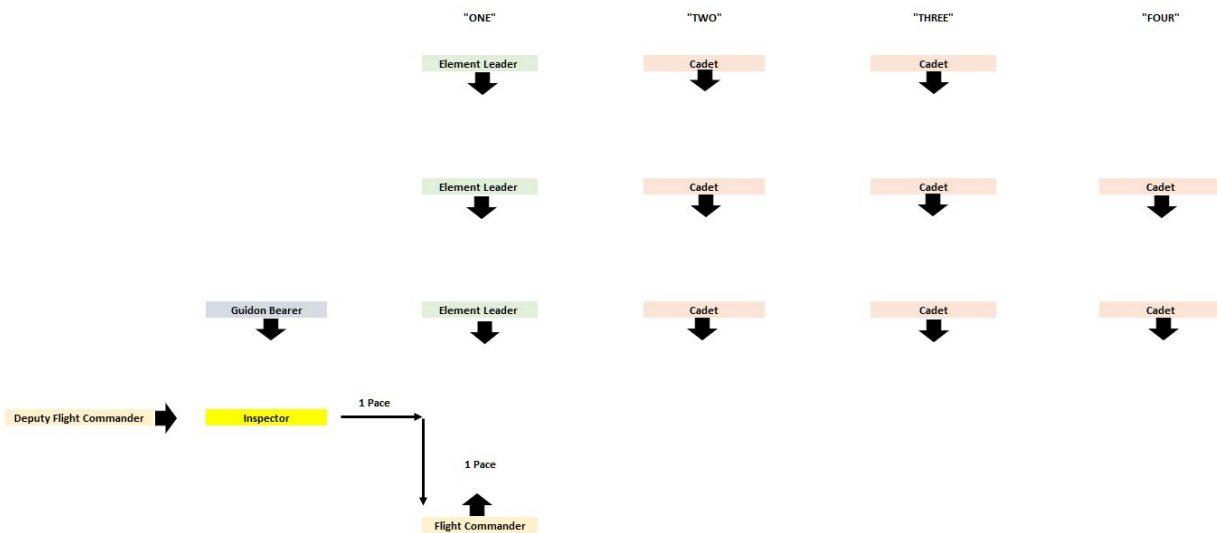 "ONE" "TWO" "THREE" "FOUR"
Element Leader Cadet Cadet
Element Leader Cadet Cadet Cadet
Guidon Bearer Element Leader Cadet Cadet Cadet
1 Pace
Deputy Flight Commander Inspector
1 Pace
Flight Commander